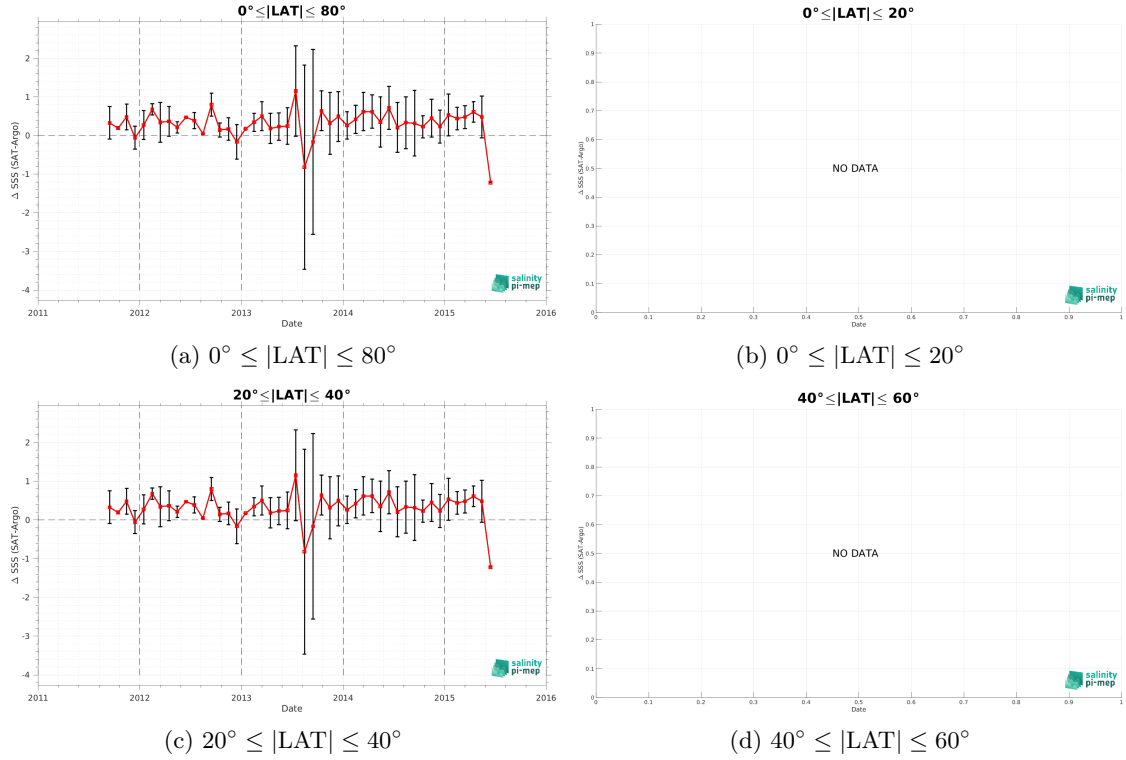 0°≤|LAT|≤ 80°
Δ SSS (SAT-Argo)
2
1
0
-1
-2
-3
-4
2011
2012
2013
2014
2015
2016
Date
salinity
pi-mep
(a) 0° ≤ |LAT| ≤ 80°
0°≤|LAT|≤ 20°
Δ SSS (SAT-Argo)
1
0.9
0.8
0.7
0.6
0.5
0.4
0.3
0.2
0.1
0
NO DATA
0
0.1
0.2
0.3
0.4
0.5
0.6
0.7
0.8
0.9
1
Date
salinity
pi-mep
(b) 0° ≤ |LAT| ≤ 20°
20°≤|LAT|≤ 40°
Δ SSS (SAT-Argo)
2
1
0
-1
-2
-3
-4
2011
2012
2013
2014
2015
2016
Date
salinity
pi-mep
(c) 20° ≤ |LAT| ≤ 40°
40°≤|LAT|≤ 60°
Δ SSS (SAT-Argo)
1
0.9
0.8
0.7
0.6
0.5
0.4
0.3
0.2
0.1
0
NO DATA
0
0.1
0.2
0.3
0.4
0.5
0.6
0.7
0.8
0.9
1
Date
salinity
pi-mep
(d) 40° ≤ |LAT| ≤ 60°